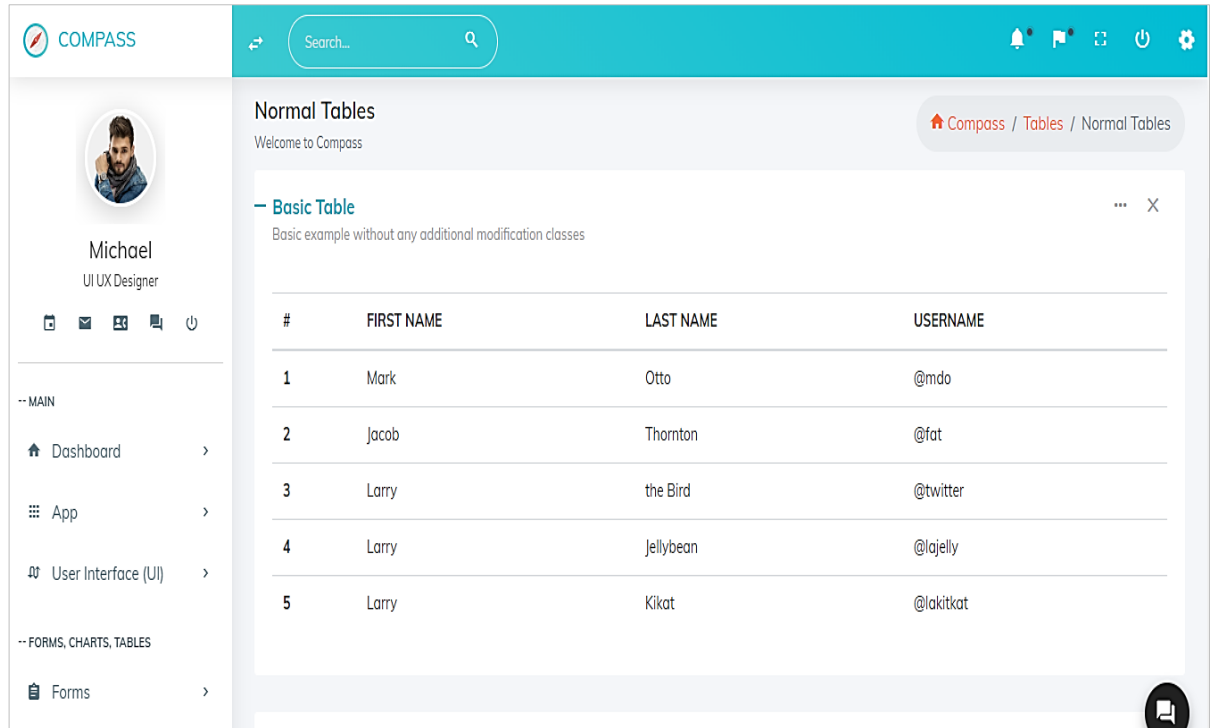 COMPASS
Search...
Michael
UI UX Designer
-- MAIN
Dashboard
App
User Interface (UI)
-- FORMS, CHARTS, TABLES
Forms
Normal Tables
Welcome to Compass
Compass / Tables / Normal Tables
Basic Table
Basic example without any additional modification classes
# FIRST NAME LAST NAME USERNAME
1 Mark Otto @mdo
2 Jacob Thornton @fat
3 Larry the Bird @twitter
4 Larry Jellybean @lajelly
5 Larry Kikat @lakitkat